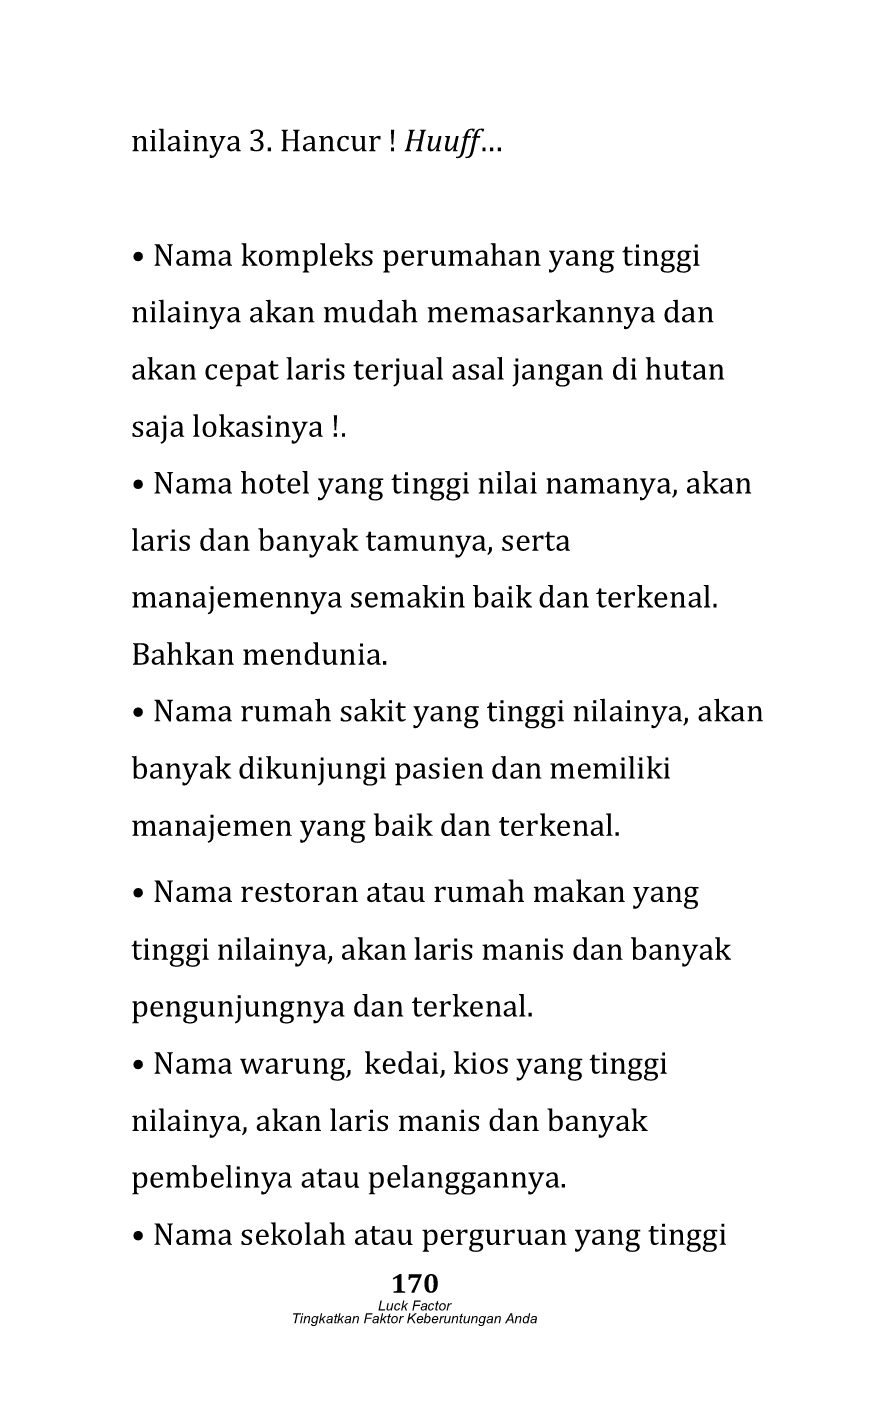 nilainya 3. Hancur ! Huuff…
• Nama kompleks perumahan yang tinggi
nilainya akan mudah memasarkannya dan
akan cepat laris terjual asal jangan di hutan
saja lokasinya !.
• Nama hotel yang tinggi nilai namanya, akan
laris dan banyak tamunya, serta
manajemennya semakin baik dan terkenal.
Bahkan mendunia.
• Nama rumah sakit yang tinggi nilainya, akan
banyak dikunjungi pasien dan memiliki
manajemen yang baik dan terkenal.
• Nama restoran atau rumah makan yang
tinggi nilainya, akan laris manis dan banyak
pengunjungnya dan terkenal.
• Nama warung, kedai, kios yang tinggi
nilainya, akan laris manis dan banyak
pembelinya atau pelanggannya.
• Nama sekolah atau perguruan yang tinggi
170
Luck Factor
Tingkatkan Faktor Keberuntungan Anda